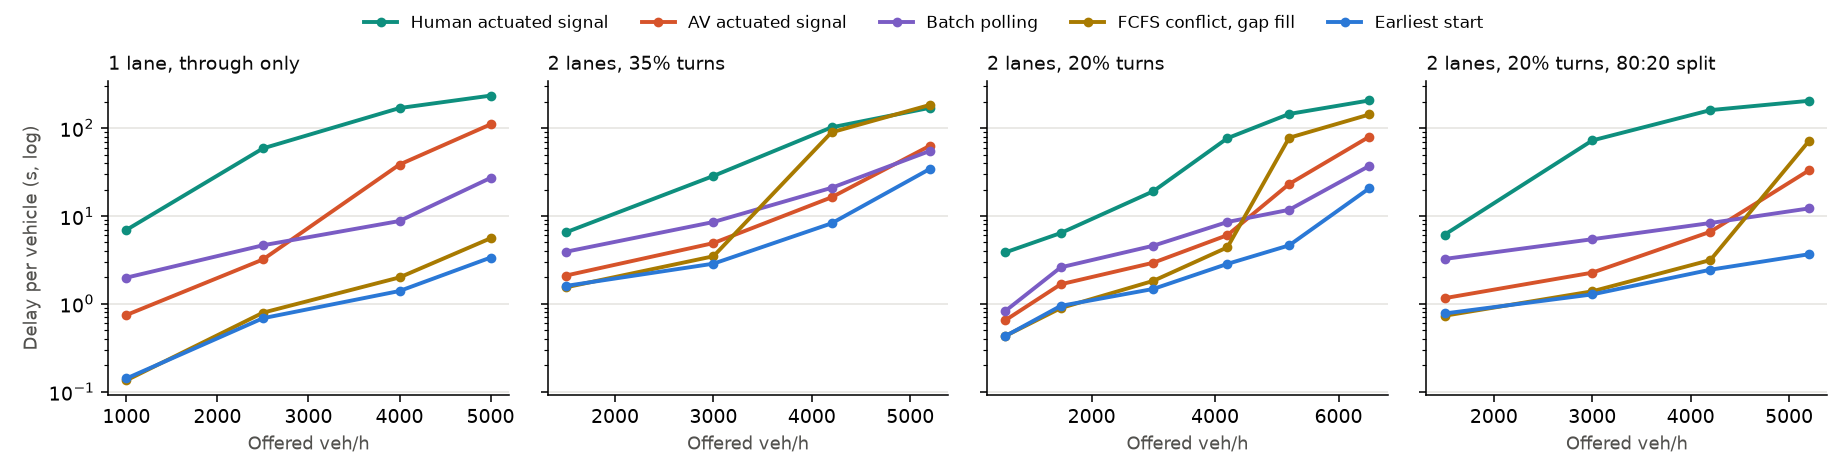 Human actuated signal AV actuated signal Batch polling FCFS conflict, gap fill Earliest start
1 lane, through only 2 lanes, 35% turns 2 lanes, 20% turns 2 lanes, 20% turns, 80:20 split
Delay per vehicle (s, log)
10²
10¹
10⁰
10⁻¹
1000 2000 3000 4000 5000 2000 3000 4000 5000 2000 4000 6000 2000 3000 4000 5000
Offered veh/h Offered veh/h Offered veh/h Offered veh/h